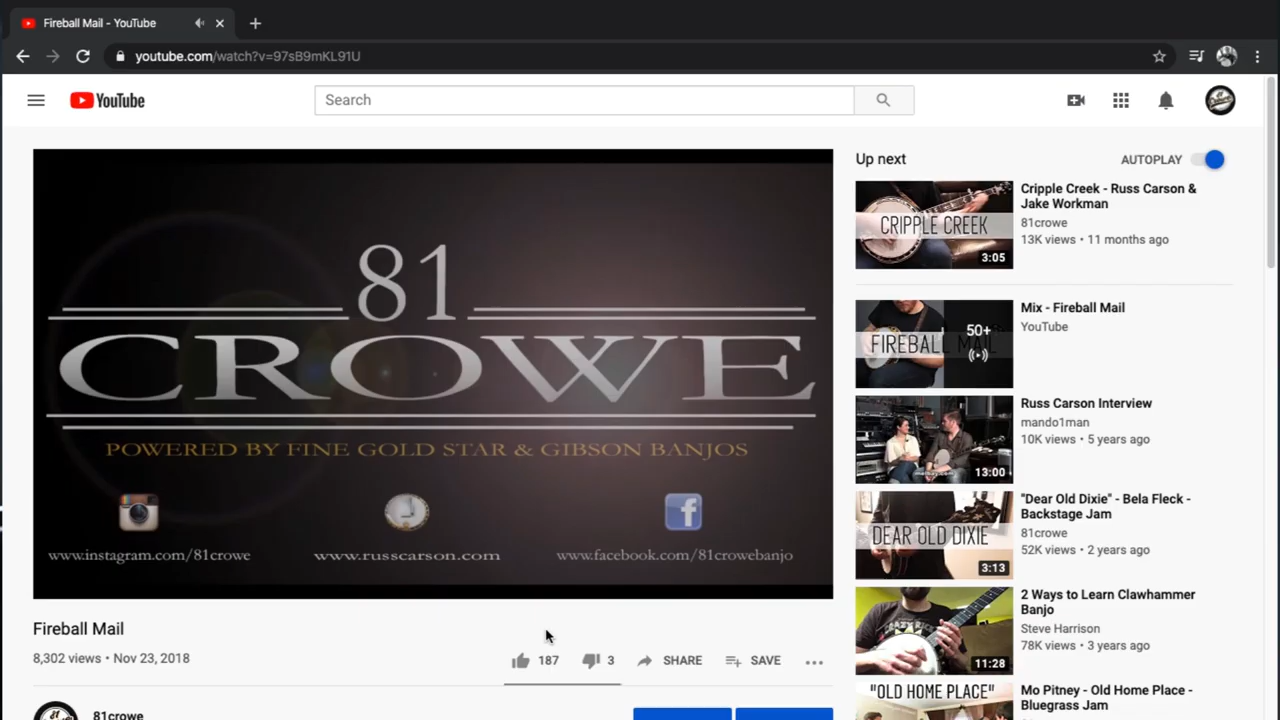 Fireball Mail - YouTube
youtube.com/watch?v=97sB9mKL91U
YouTube
Search
81
CROWE
POWERED BY FINE GOLD STAR & GIBSON BANJOS
www.instagram.com/81crowe
www.russcarson.com
www.facebook.com/81crowebanjo
Fireball Mail
8,302 views • Nov 23, 2018
187
3
SHARE
SAVE
81crowe
Up next
AUTOPLAY
CRIPPLE CREEK
3:05
Cripple Creek - Russ Carson &
Jake Workman
81crowe
13K views • 11 months ago
FIREBALL MAIL
50+
Mix - Fireball Mail
YouTube
13:00
Russ Carson Interview
mando1man
10K views • 5 years ago
DEAR OLD DIXIE
3:13
"Dear Old Dixie" - Bela Fleck -
Backstage Jam
81crowe
52K views • 2 years ago
11:28
2 Ways to Learn Clawhammer
Banjo
Steve Harrison
78K views • 3 years ago
"OLD HOME PLACE"
Mo Pitney - Old Home Place -
Bluegrass Jam